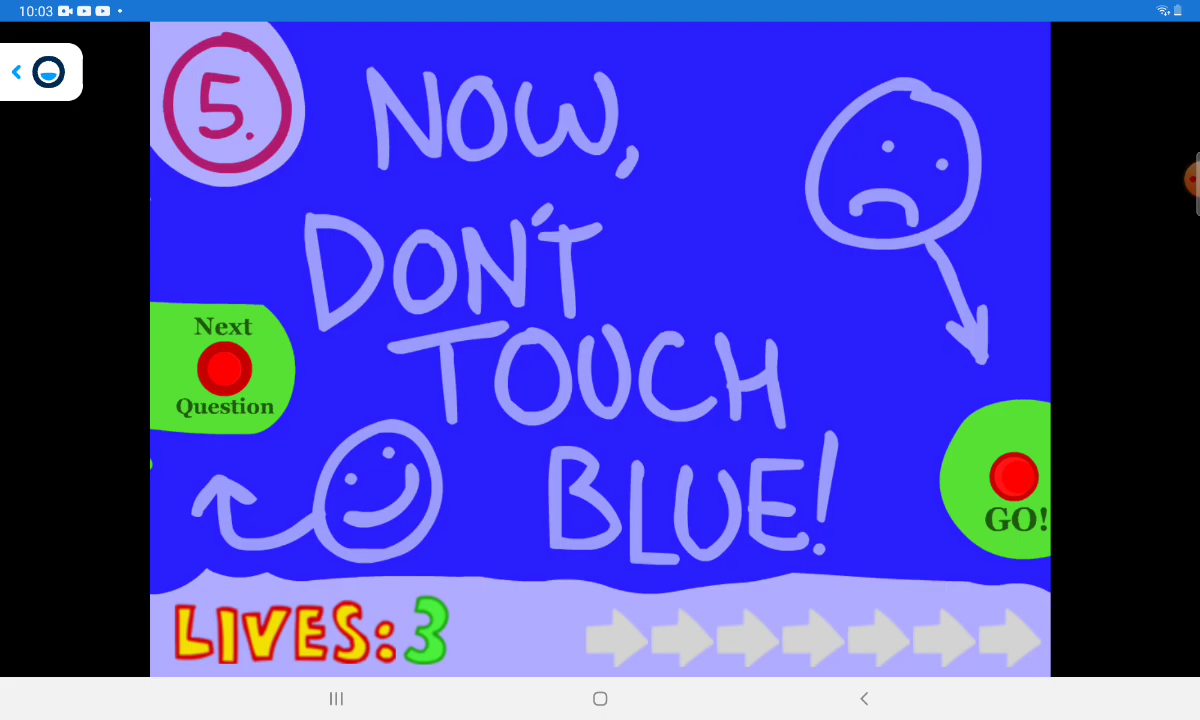 10:03
5.
NOW,
DON'T
TOUCH
BLUE!
Next
Question
GO!
LIVES: 3